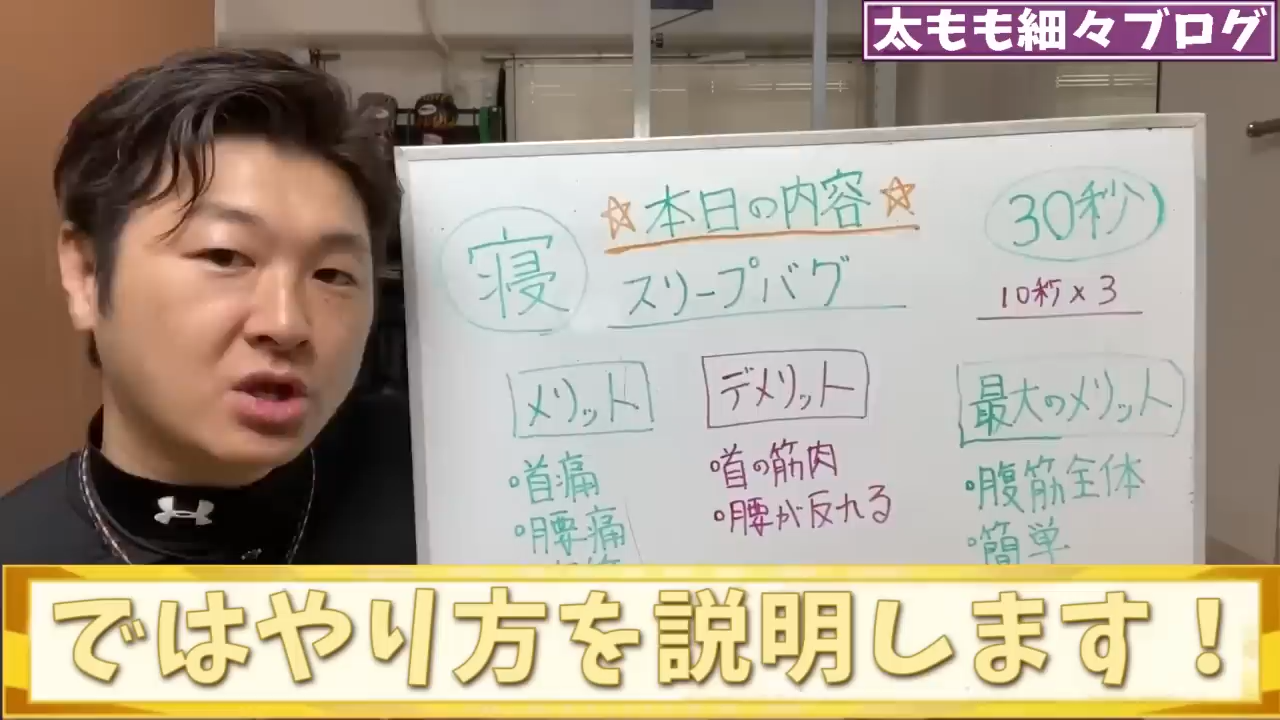 太もも細々ブログ
☆本日の内容☆
寝
スリープバグ
30秒
10秒×3
メリット
・首痛
・腰痛
デメリット
・首の筋肉
・腰が反れる
最大のメリット
・腹筋全体
・簡単
ではやり方を説明します！